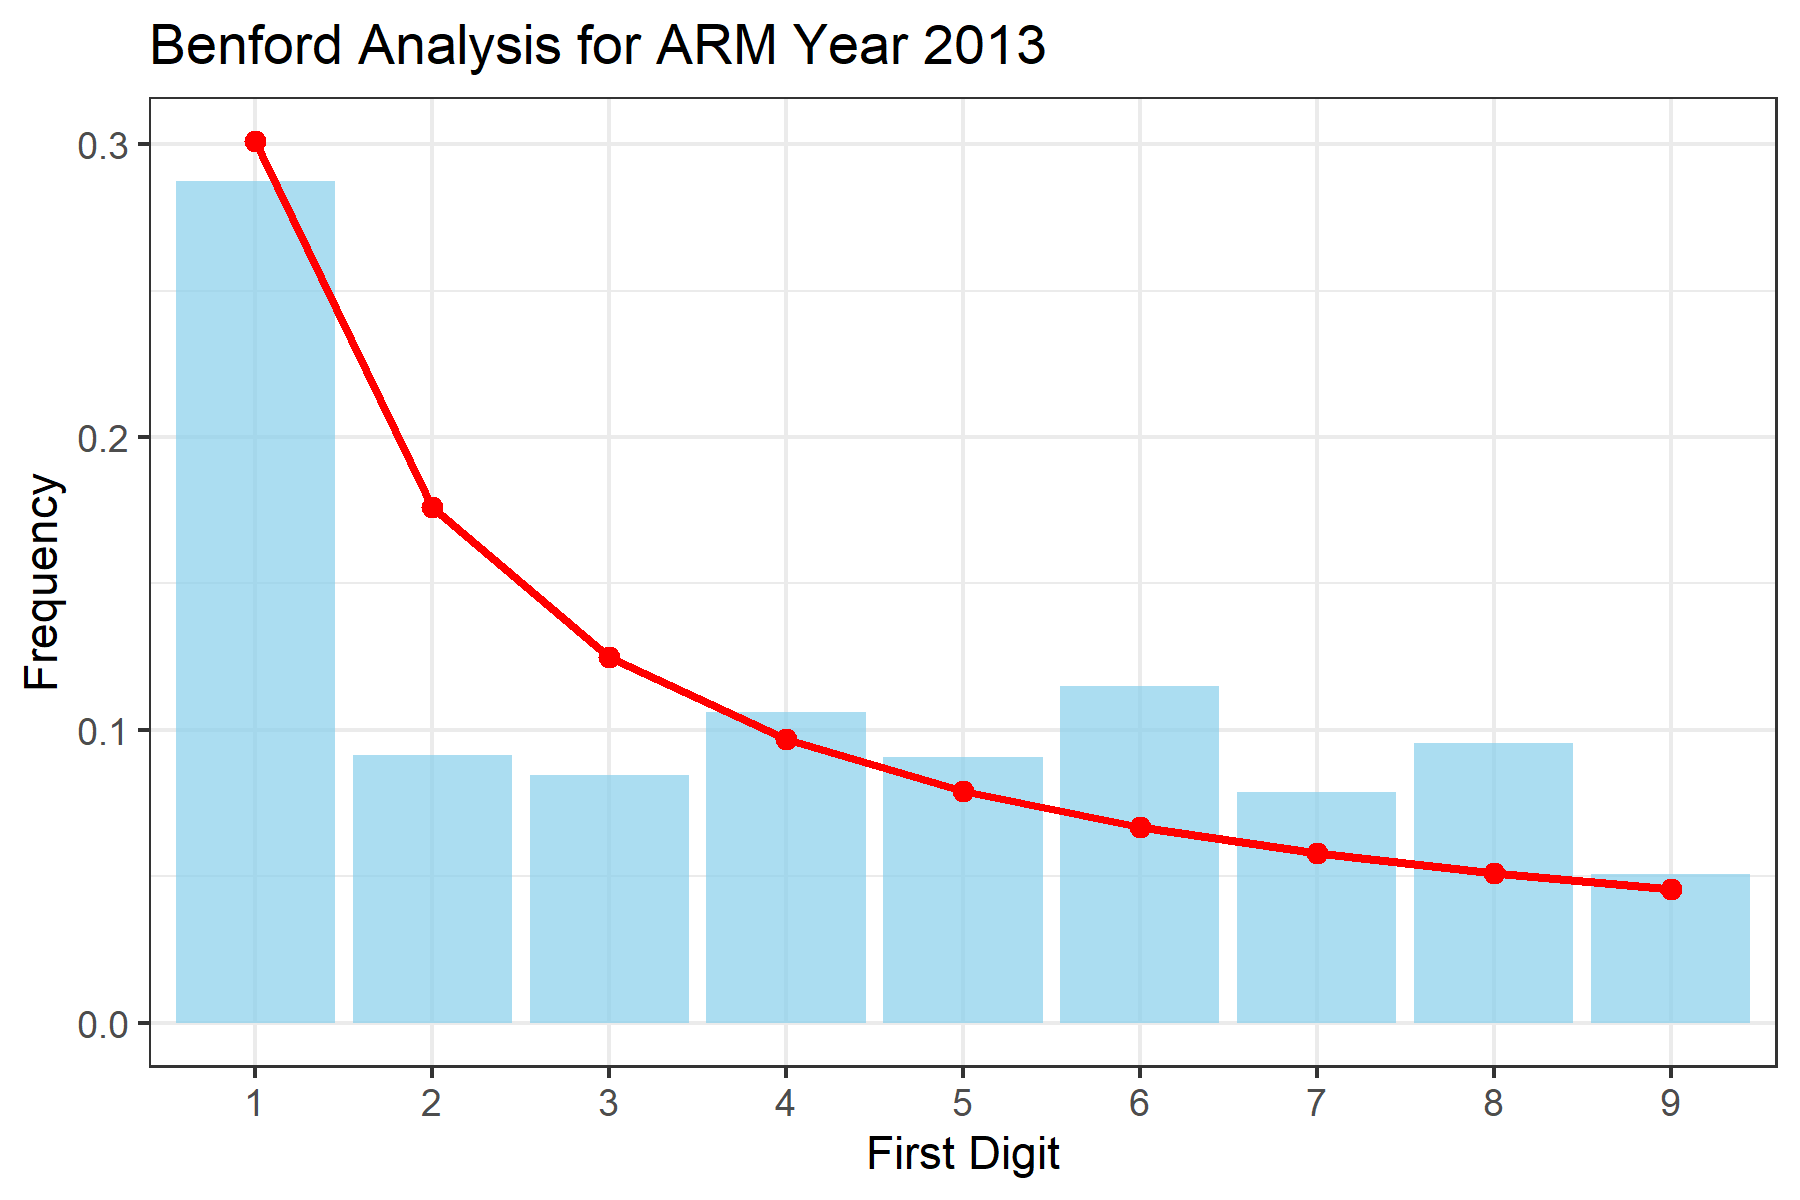 Benford Analysis for ARM Year 2013
Frequency
0.3
0.2
0.1
0.0
1 2 3 4 5 6 7 8 9
First Digit